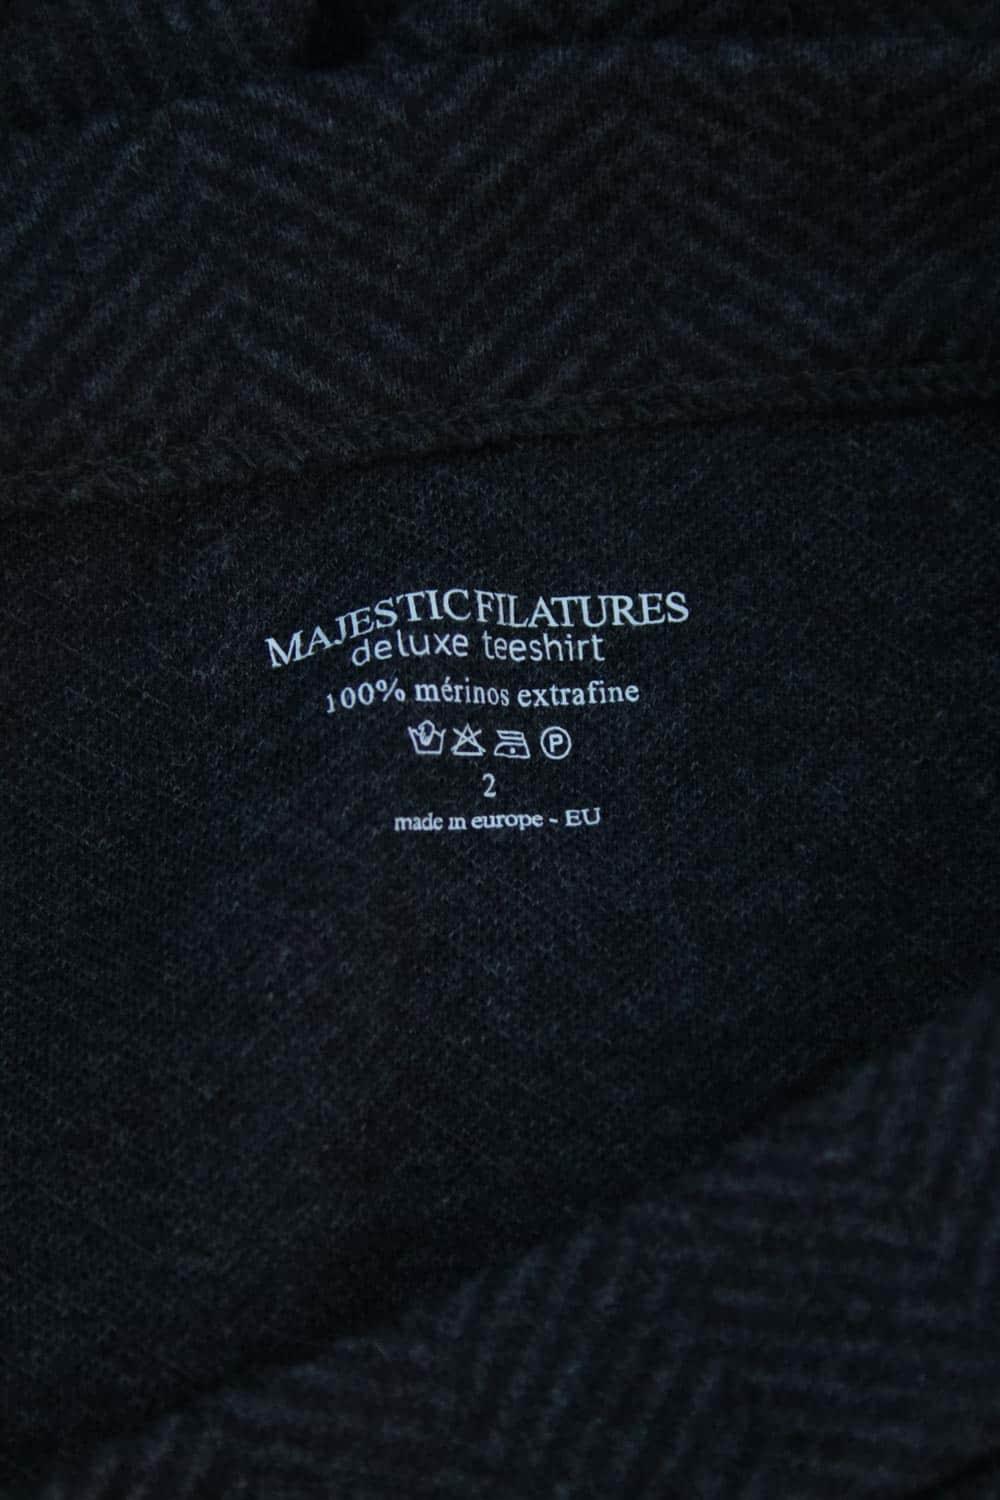 MAJESTIC FILATURES
deluxe teeshirt
100% mérinos extrafine
P
2
made in europe - EU